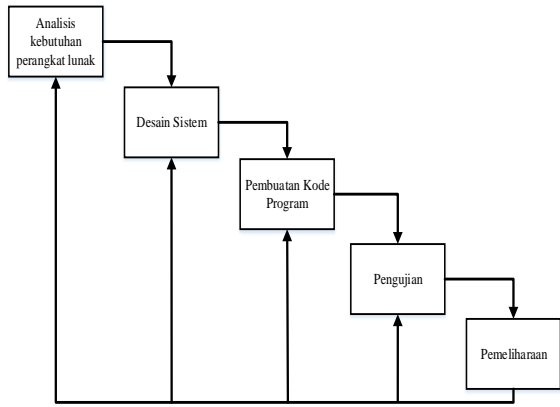 Analisis
kebutuhan
perangkat lunak
Desain Sistem
Pembuatan Kode
Program
Pengujian
Pemeliharaan